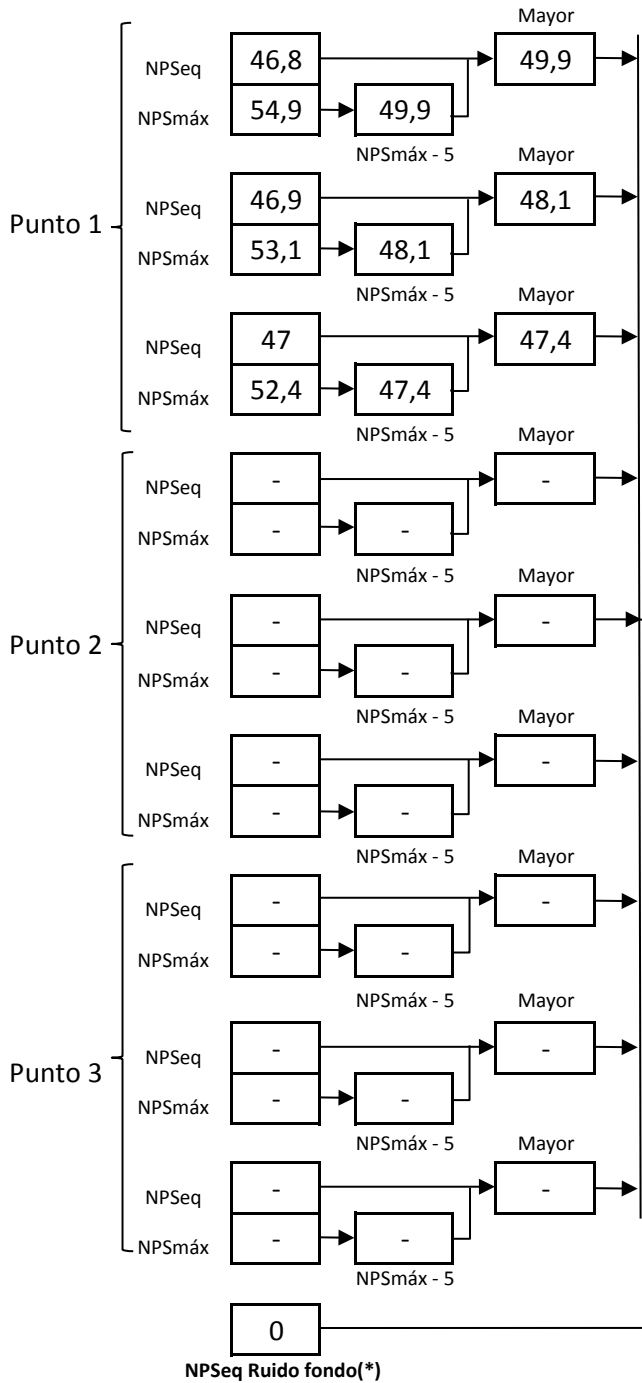 Mayor
NPSeq 46,8 49,9
NPSmáx 54,9 49,9
NPSmáx - 5 Mayor
NPSeq 46,9 48,1
Punto 1
NPSmáx 53,1 48,1
NPSmáx - 5 Mayor
NPSeq 47 47,4
NPSmáx 52,4 47,4
NPSmáx - 5 Mayor
NPSeq - -
NPSmáx - -
NPSmáx - 5 Mayor
NPSeq - -
Punto 2
NPSmáx - -
NPSmáx - 5 Mayor
NPSeq - -
NPSmáx - -
NPSmáx - 5 Mayor
NPSeq - -
NPSmáx - -
NPSmáx - 5 Mayor
NPSeq - -
Punto 3
NPSmáx - -
NPSmáx - 5 Mayor
NPSeq - -
NPSmáx - -
NPSmáx - 5
0
NPSeq Ruido fondo(*)